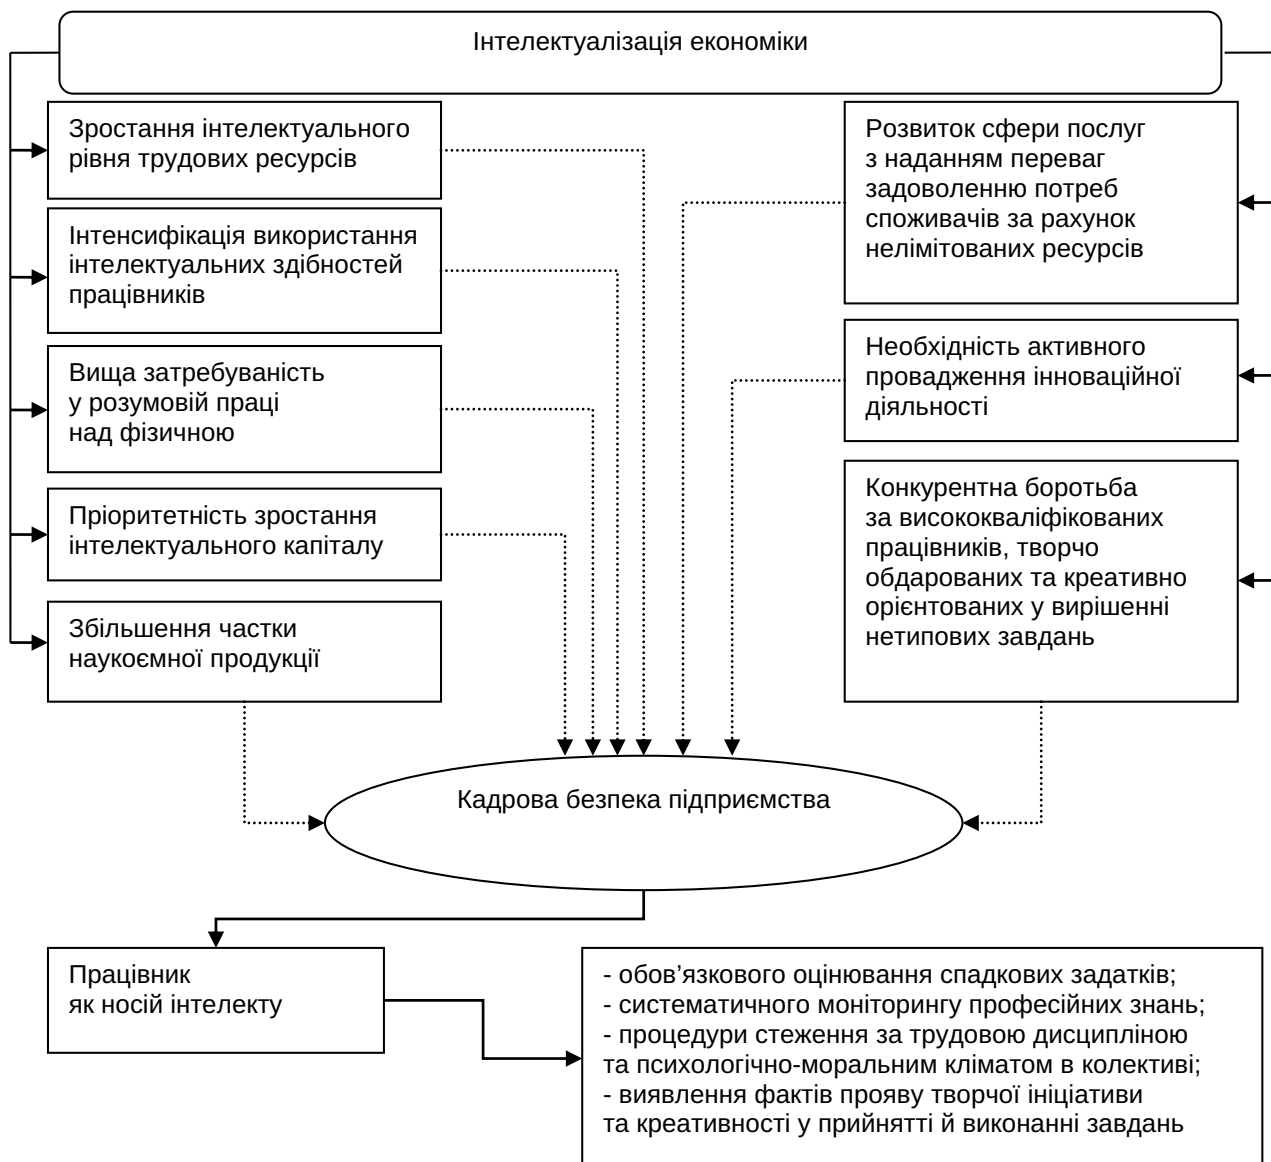 Інтелектуалізація економіки
Зростання інтелектуального
рівня трудових ресурсів
Інтенсифікація використання
інтелектуальних здібностей
працівників
Вища затребуваність
у розумовій праці
над фізичною
Пріоритетність зростання
інтелектуального капіталу
Збільшення частки
наукоємної продукції
Розвиток сфери послуг
з наданням переваг
задоволенню потреб
споживачів за рахунок
нелімітованих ресурсів
Необхідність активного
провадження інноваційної
діяльності
Конкурентна боротьба
за висококваліфікованих
працівників, творчо
обдарованих та креативно
орієнтованих у вирішенні
нетипових завдань
Кадрова безпека підприємства
Працівник
як носій інтелекту
- обов’язкового оцінювання спадкових задатків;
- систематичного моніторингу професійних знань;
- процедури стеження за трудовою дисципліною
та психологічно-моральним кліматом в колективі;
- виявлення фактів прояву творчої ініціативи
та креативності у прийнятті й виконанні завдань